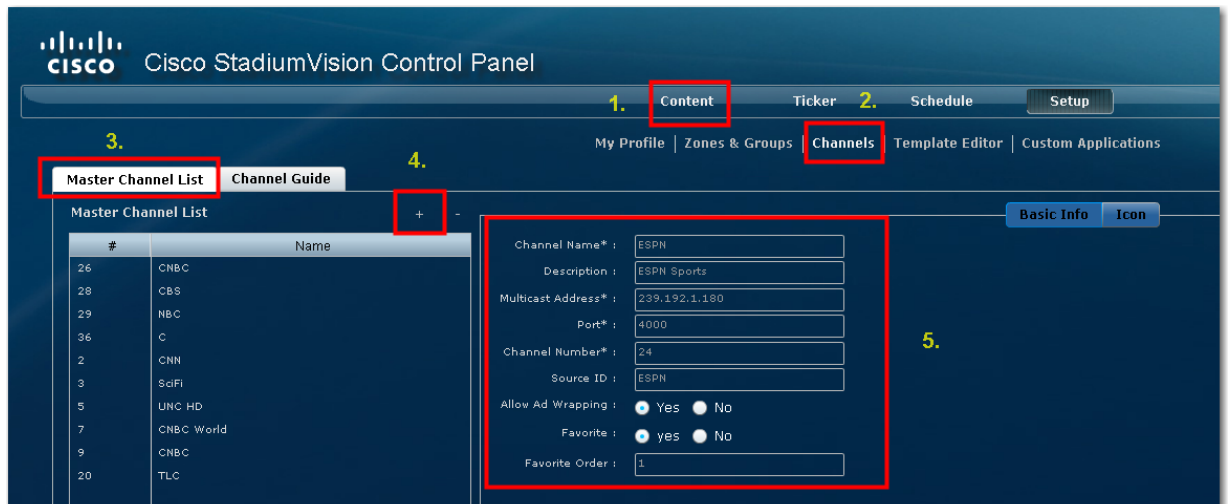 CISCO Cisco StadiumVision Control Panel
1. Content Ticker 2. Schedule Setup
My Profile | Zones & Groups | Channels | Template Editor | Custom Applications
3.
4.
Master Channel List Channel Guide
Master Channel List + -
Basic Info Icon
# Name
26 CNBC
28 CBS
29 NBC
36 C
2 CNN
3 SciFi
5 UNC HD
7 CNBC World
9 CNBC
20 TLC
Channel Name* : ESPN
Description : ESPN Sports
Multicast Address* : 239.192.1.180
Port* : 4000
Channel Number* : 24
Source ID : ESPN
Allow Ad Wrapping : Yes No
Favorite : yes No
Favorite Order : 1
5.